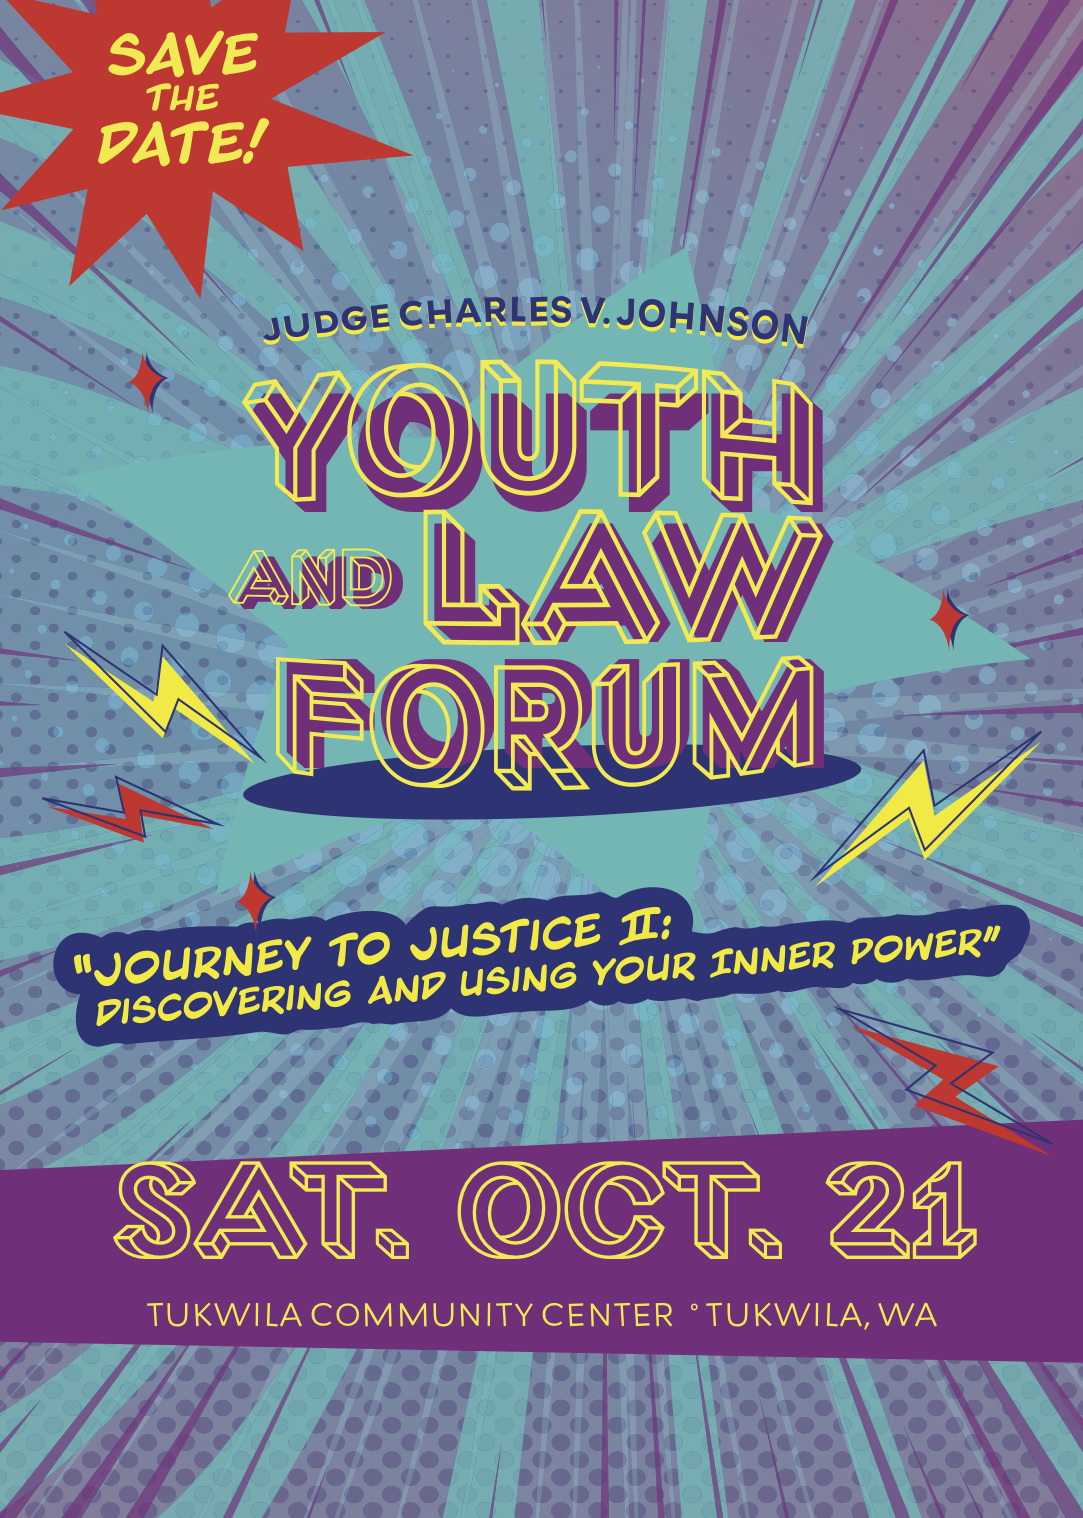 SAVE
THE
DATE!
JUDGE CHARLES V. JOHNSON
YOUTH
AND LAW
FORUM
"JOURNEY TO JUSTICE II:
DISCOVERING AND USING YOUR INNER POWER"
SAT. OCT. 21
TUKWILA COMMUNITY CENTER ° TUKWILA, WA